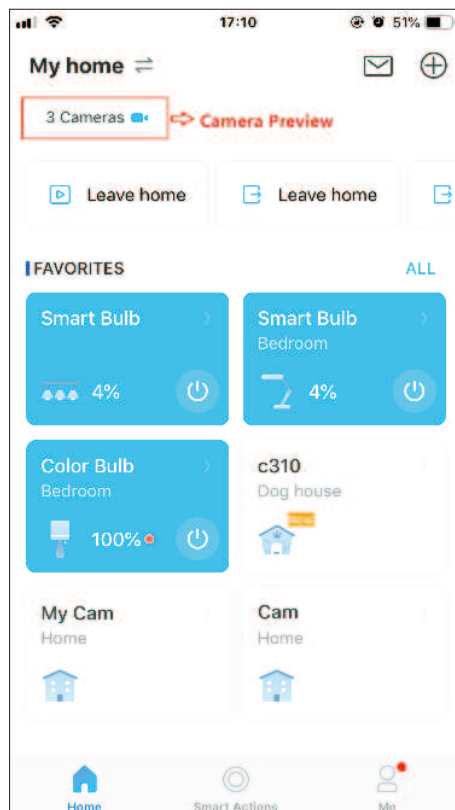 17:10 51%
My home
3 Cameras Camera Preview
Leave home Leave home
FAVORITES ALL
Smart Bulb Smart Bulb
Bedroom
4% 4%
Color Bulb c310
Bedroom Dog house
100%
My Cam Cam
Home Home
Home Smart Actions Me